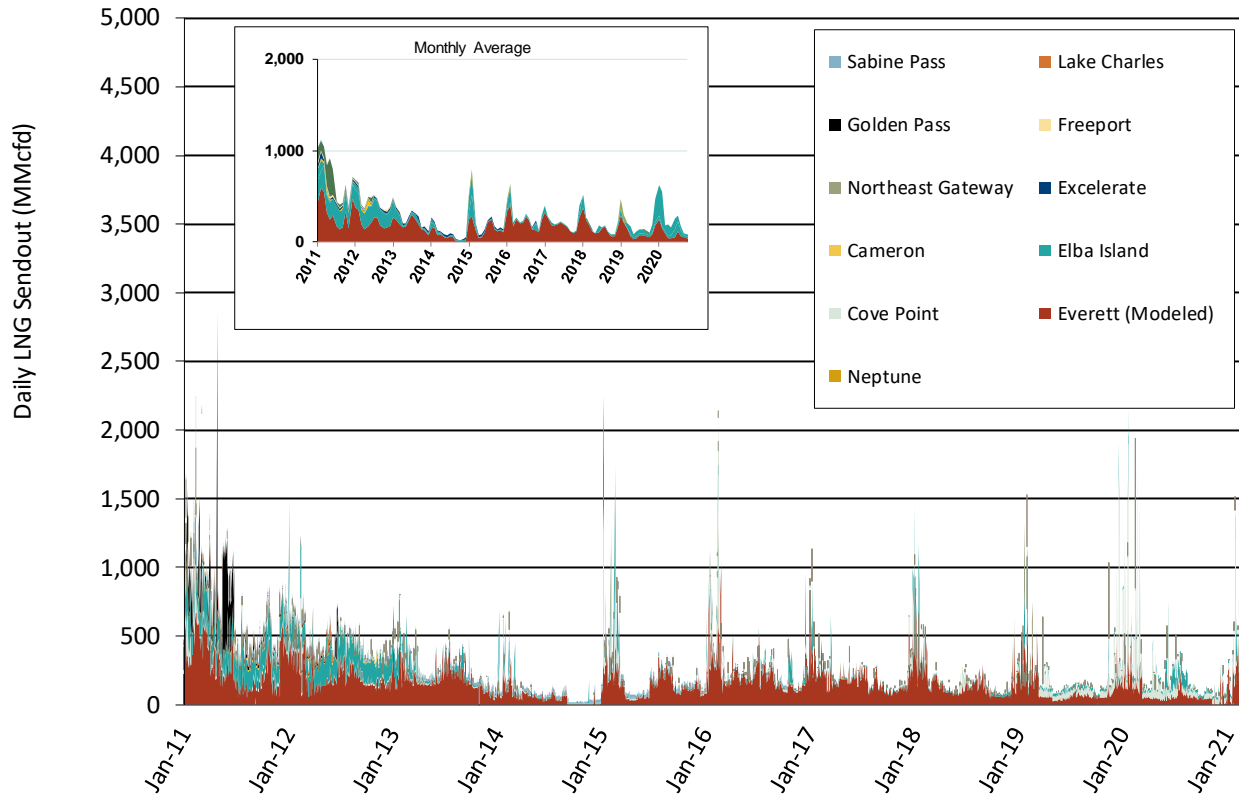 Daily LNG Sendout (MMcfd)
5,000
4,500
4,000
3,500
3,000
2,500
2,000
1,500
1,000
500
0
Monthly Average
2,000
1,000
0
2011
2012
2013
2014
2015
2016
2017
2018
2019
2020
Sabine Pass
Lake Charles
Golden Pass
Freeport
Northeast Gateway
Excelerate
Cameron
Elba Island
Cove Point
Everett (Modeled)
Neptune
Jan-11
Jan-12
Jan-13
Jan-14
Jan-15
Jan-16
Jan-17
Jan-18
Jan-19
Jan-20
Jan-21